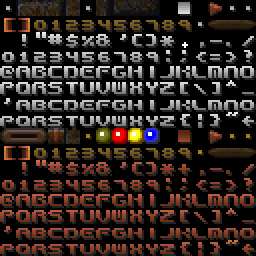 0123456789
! " # $ % & ' ( ) * + , - . /
0123456789:;<=>?
@ABCDEFGHIJKLMNO
PQRSTUVWXYZ[\]^_
'ABCDEFGHIJKLMNO
PQRSTUVWXYZ{¦}~
0123456789
! " # $ % & ' ( ) * + , - . /
0123456789:;<=>?
@ABCDEFGHIJKLMNO
PQRSTUVWXYZ[\]^_
'ABCDEFGHIJKLMNO
PQRSTUVWXYZ{¦}~